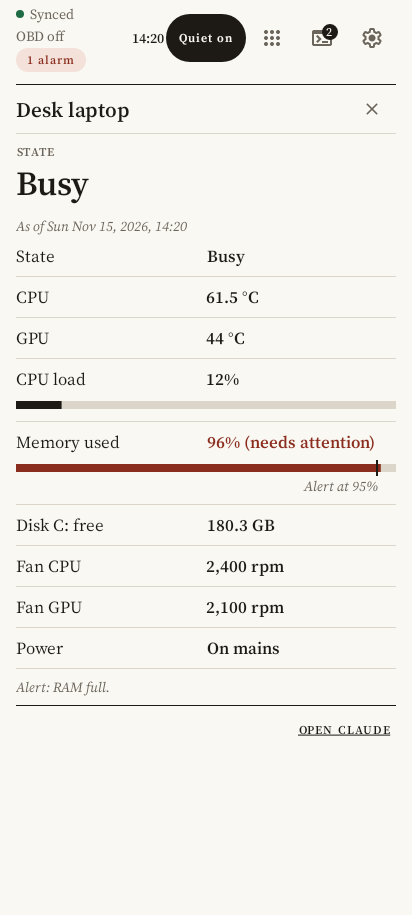 Synced
OBD off
1 alarm
14:20
Quiet on
2
Desk laptop
STATE
Busy
As of Sun Nov 15, 2026, 14:20
State Busy
CPU 61.5 °C
GPU 44 °C
CPU load 12%
Memory used 96% (needs attention)
Alert at 95%
Disk C: free 180.3 GB
Fan CPU 2,400 rpm
Fan GPU 2,100 rpm
Power On mains
Alert: RAM full.
OPEN CLAUDE